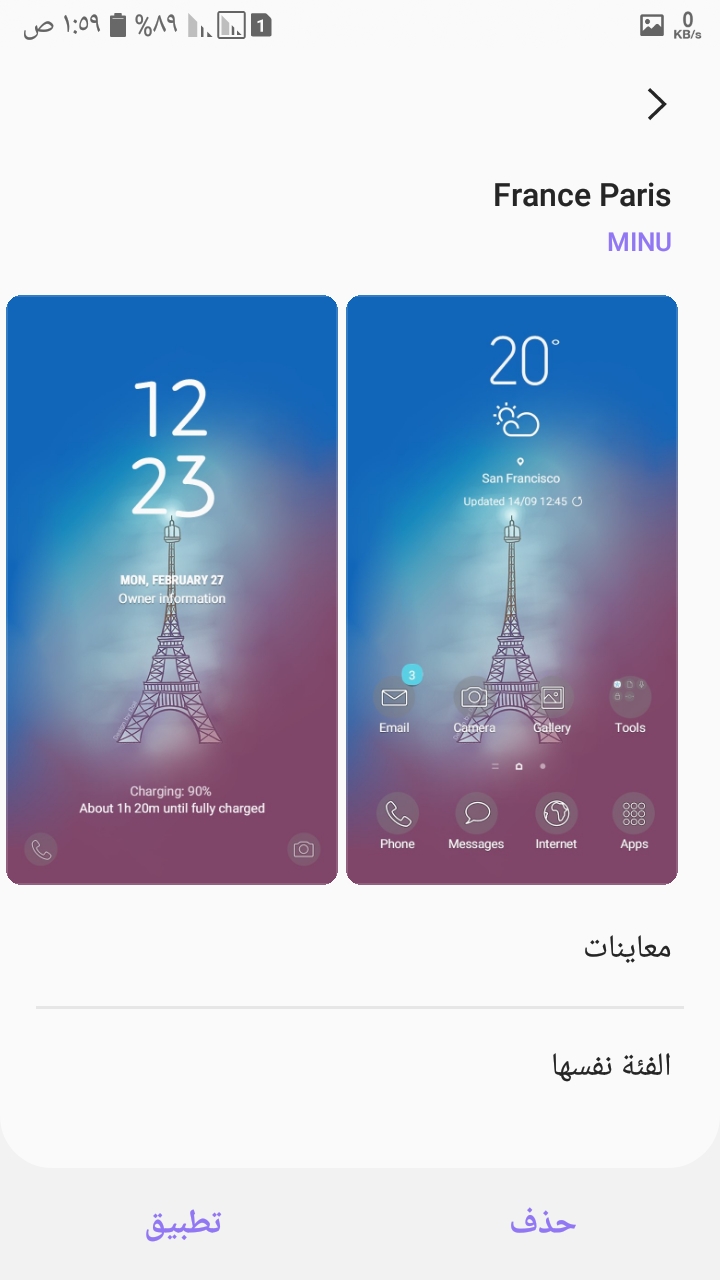 ١:٥٩ ص
%٨٩
1
0
KB/s
France Paris
MINU
20°
San Francisco
Updated 14/09 12:45
3
Email
Camera
Gallery
Tools
Phone
Messages
Internet
Apps
12
23
MON, FEBRUARY 27
Owner information
Charging: 90%
About 1h 20m until fully charged
معاينات
الفئة نفسها
حذف
تطبيق